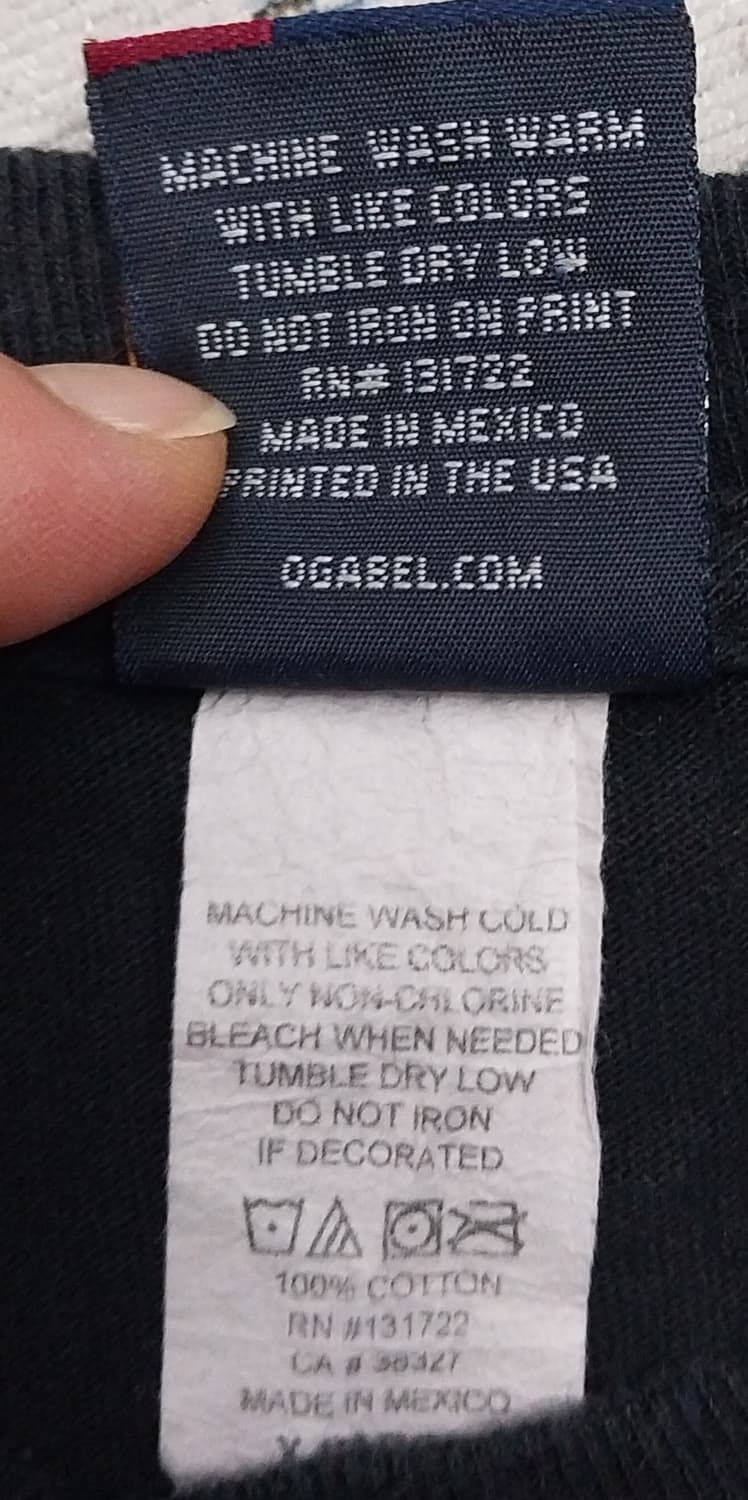 MACHINE WASH WARM
WITH LIKE COLORS
TUMBLE DRY LOW
DO NOT IRON ON PRINT
RN# 131722
MADE IN MEXICO
PRINTED IN THE USA
OGABEL.COM
MACHINE WASH COLD
WITH LIKE COLORS
ONLY NON-CHLORINE
BLEACH WHEN NEEDED
TUMBLE DRY LOW
DO NOT IRON
IF DECORATED
100% COTTON
RN #131722
CA #
MADE IN MEXICO